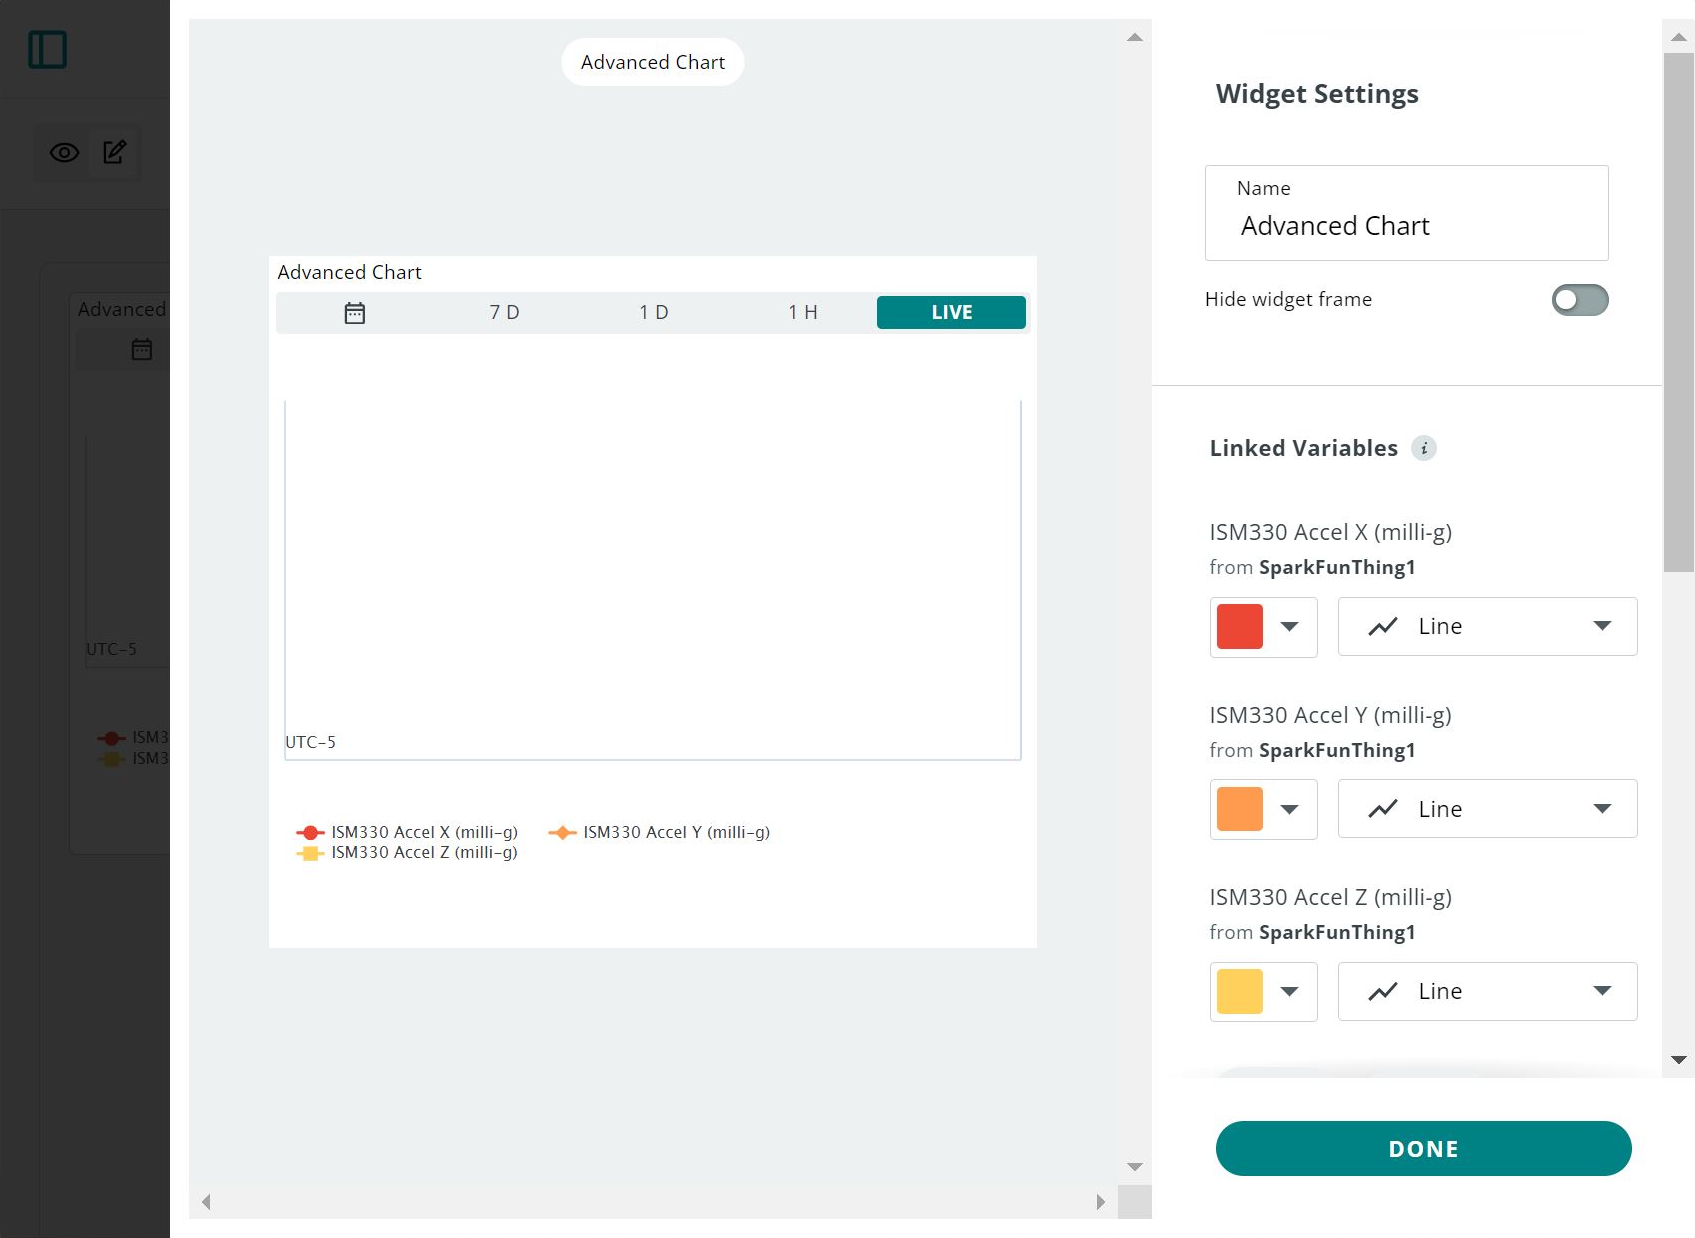 Advanced Chart
Advanced
UTC-5
ISM3
ISM3
Advanced Chart
7 D
1 D
1 H
LIVE
UTC-5
ISM330 Accel X (milli-g)
ISM330 Accel Y (milli-g)
ISM330 Accel Z (milli-g)
Widget Settings
Name
Advanced Chart
Hide widget frame
Linked Variables i
ISM330 Accel X (milli-g)
from SparkFunThing1
Line
ISM330 Accel Y (milli-g)
from SparkFunThing1
Line
ISM330 Accel Z (milli-g)
from SparkFunThing1
Line
DONE